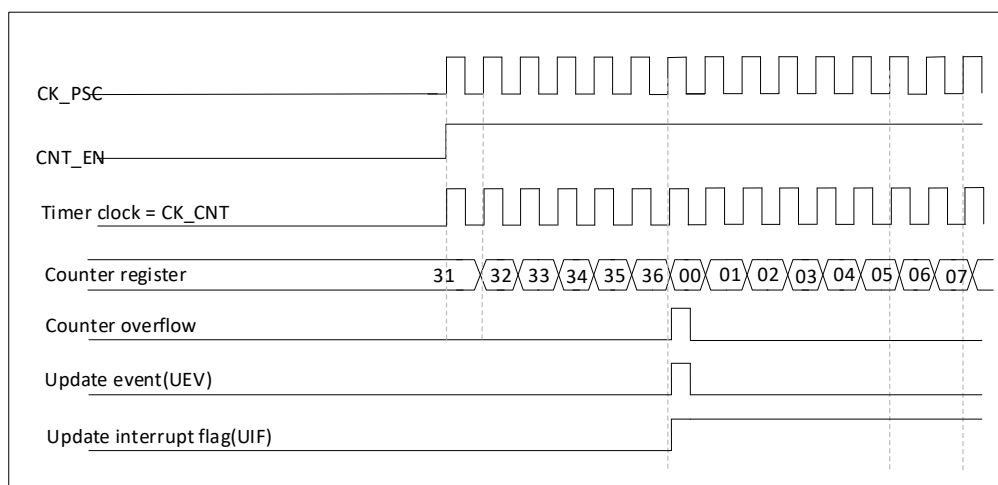 CK_PSC
CNT_EN
Timer clock = CK_CNT
Counter register 31 32 33 34 35 36 00 01 02 03 04 05 06 07
Counter overflow
Update event(UEV)
Update interrupt flag(UIF)